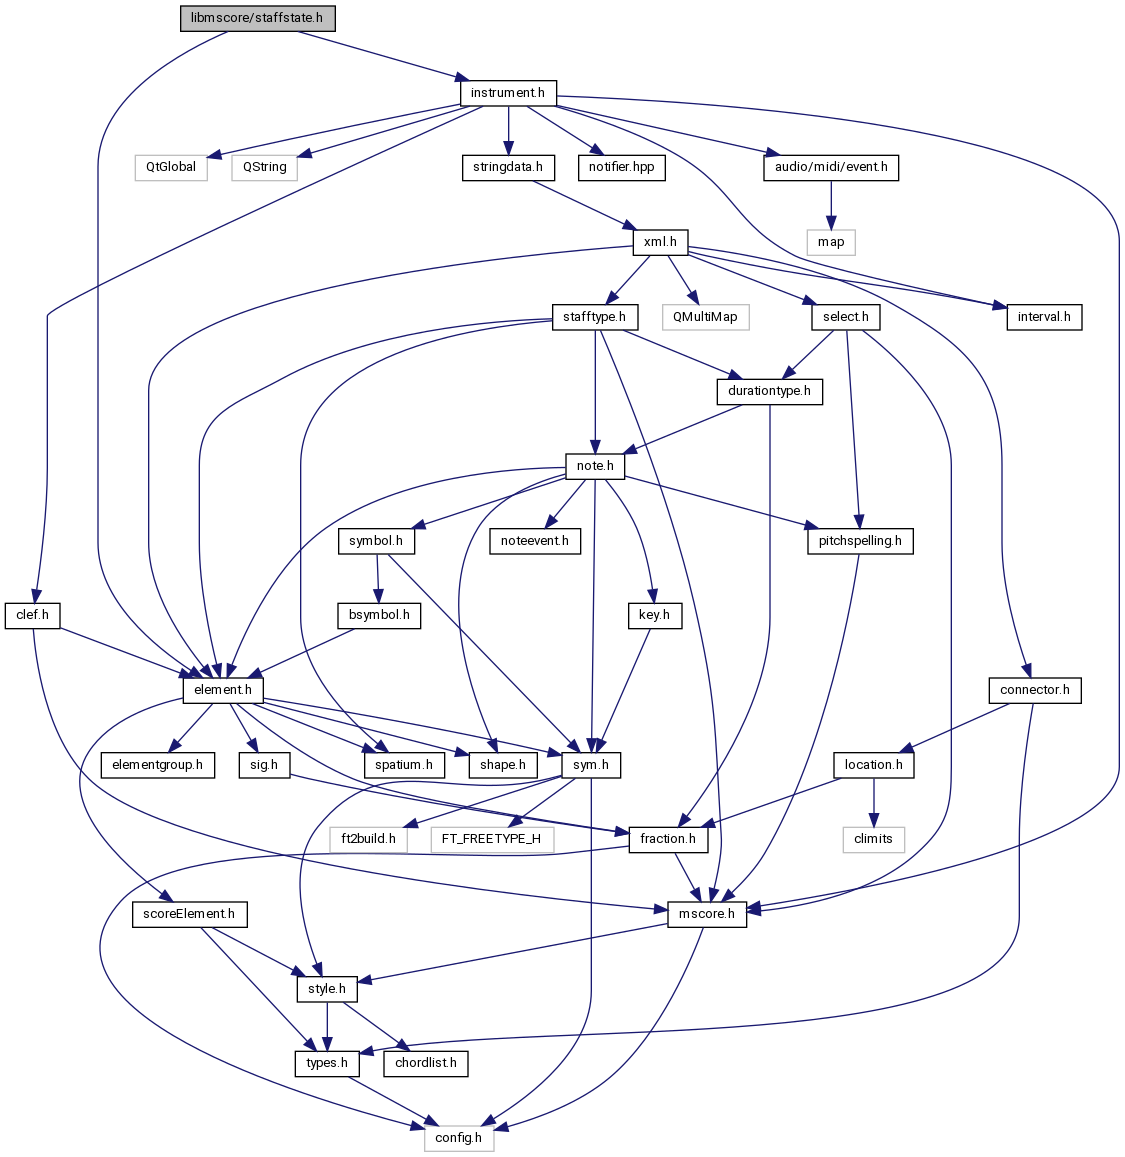 libmscore/staffstate.h
instrument.h
QtGlobal
QString
stringdata.h
notifier.hpp
audio/midi/event.h
xml.h
map
stafftype.h
QMultiMap
select.h
interval.h
durationtype.h
note.h
symbol.h
noteevent.h
pitchspelling.h
clef.h
bsymbol.h
key.h
element.h
connector.h
elementgroup.h
sig.h
spatium.h
shape.h
sym.h
location.h
ft2build.h
FT_FREETYPE_H
fraction.h
climits
scoreElement.h
mscore.h
style.h
types.h
chordlist.h
config.h